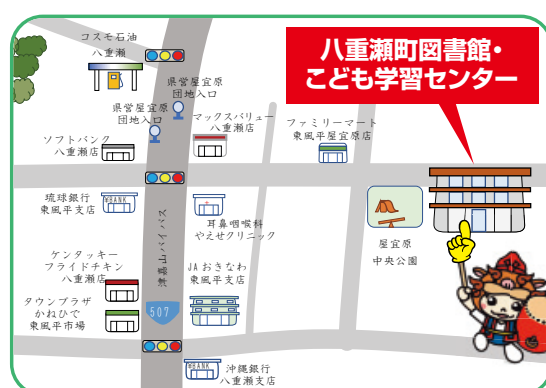 コスモ石油
八重瀬
八重瀬町図書館・
こども学習センター
県営屋宜原
団地入口
県営屋宜原
団地入口
マックスバリュー
八重瀬店
ファミリーマート
東風平屋宜原店
ソフトバンク
八重瀬店
琉球銀行
東風平支店
¥BANK
耳鼻咽喉科
やえせクリニック
屋宜原
中央公園
ケンタッキー
フライドチキン
八重瀬店
JAおきなわ
東風平支店
タウンプラザ
かねひで
東風平市場
バイパス
507
¥BANK
沖縄銀行
八重瀬支店